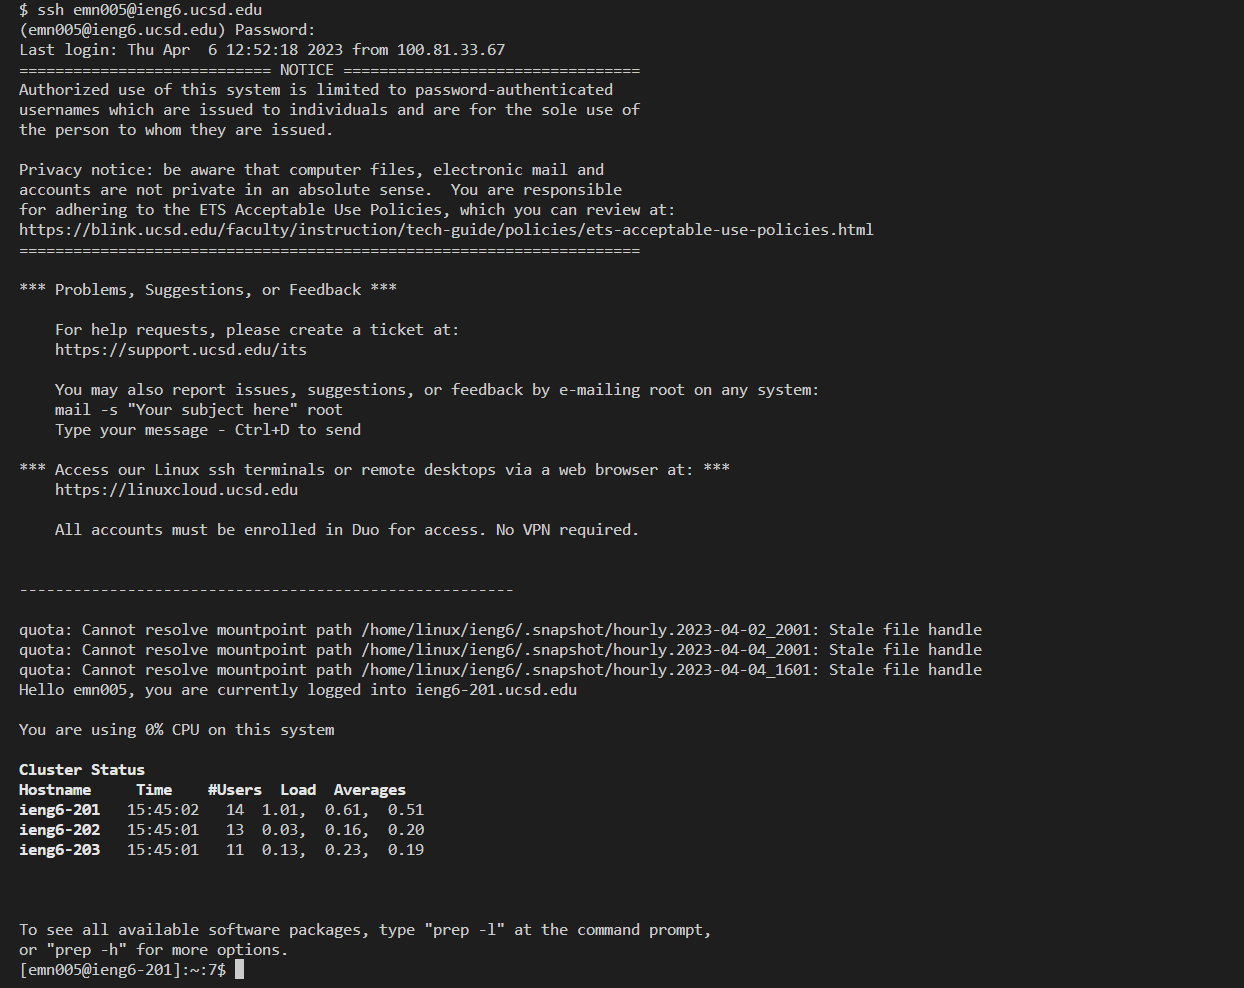 $ ssh emn005@ieng6.ucsd.edu
(emn005@ieng6.ucsd.edu) Password:
Last login: Thu Apr  6 12:52:18 2023 from 100.81.33.67
============================ NOTICE =================================
Authorized use of this system is limited to password-authenticated
usernames which are issued to individuals and are for the sole use of
the person to whom they are issued.

Privacy notice: be aware that computer files, electronic mail and
accounts are not private in an absolute sense.  You are responsible
for adhering to the ETS Acceptable Use Policies, which you can review at:
https://blink.ucsd.edu/faculty/instruction/tech-guide/policies/ets-acceptable-use-policies.html
=====================================================================

*** Problems, Suggestions, or Feedback ***

    For help requests, please create a ticket at:
    https://support.ucsd.edu/its

    You may also report issues, suggestions, or feedback by e-mailing root on any system:
    mail -s "Your subject here" root
    Type your message - Ctrl+D to send

*** Access our Linux ssh terminals or remote desktops via a web browser at: ***
    https://linuxcloud.ucsd.edu

    All accounts must be enrolled in Duo for access. No VPN required.


-------------------------------------------------------

quota: Cannot resolve mountpoint path /home/linux/ieng6/.snapshot/hourly.2023-04-02_2001: Stale file handle
quota: Cannot resolve mountpoint path /home/linux/ieng6/.snapshot/hourly.2023-04-04_2001: Stale file handle
quota: Cannot resolve mountpoint path /home/linux/ieng6/.snapshot/hourly.2023-04-04_1601: Stale file handle
Hello emn005, you are currently logged into ieng6-201.ucsd.edu

You are using 0% CPU on this system

Cluster Status
Hostname     Time    #Users  Load  Averages
ieng6-201   15:45:02   14  1.01,  0.61,  0.51
ieng6-202   15:45:01   13  0.03,  0.16,  0.20
ieng6-203   15:45:01   11  0.13,  0.23,  0.19



To see all available software packages, type "prep -l" at the command prompt,
or "prep -h" for more options.
[emn005@ieng6-201]:~:7$